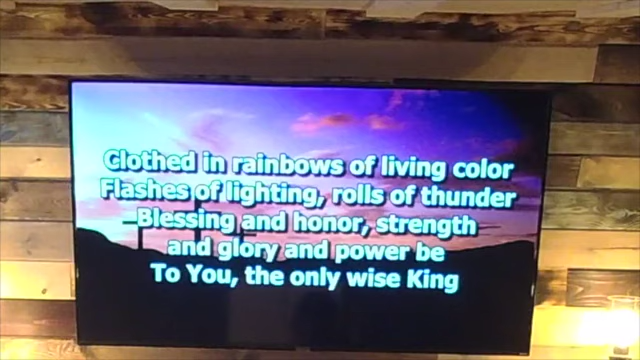 Clothed in rainbows of living color
Flashes of lighting, rolls of thunder
Blessing and honor, strength
and glory and power be
To You, the only wise King